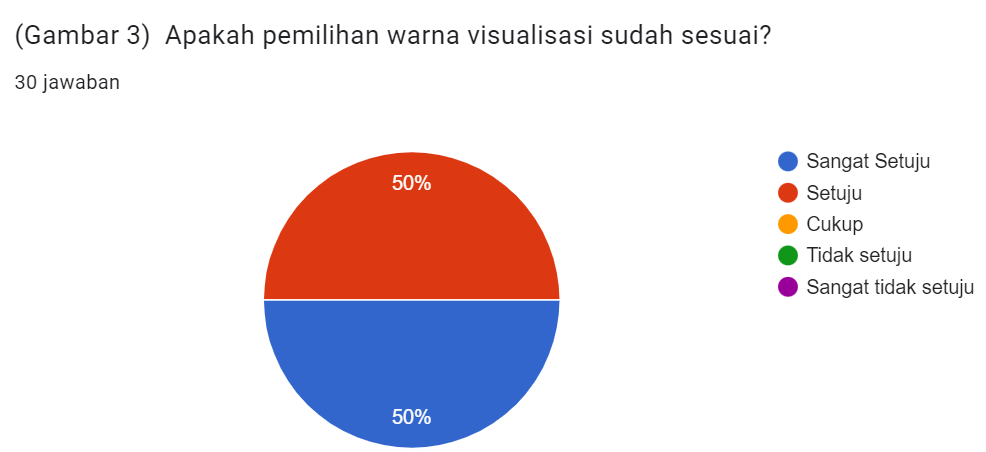 (Gambar 3)  Apakah pemilihan warna visualisasi sudah sesuai?
30 jawaban
50%
50%
Sangat Setuju
Setuju
Cukup
Tidak setuju
Sangat tidak setuju